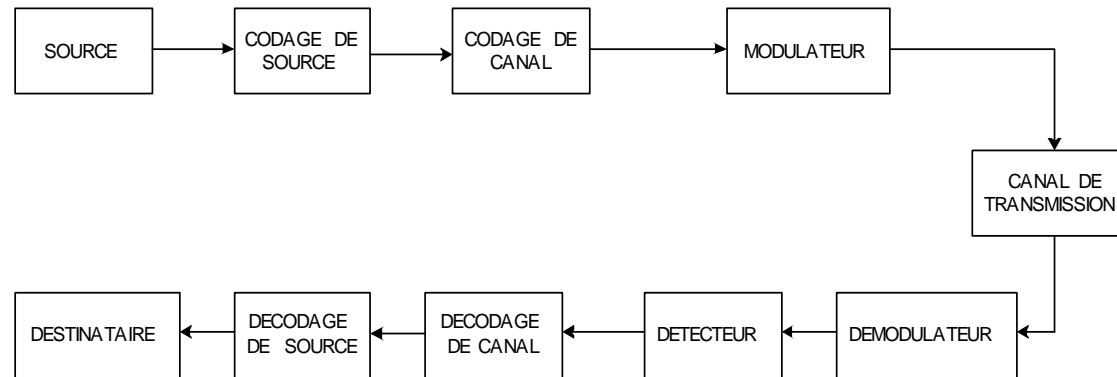 SOURCE
CODAGE DE
SOURCE
CODAGE DE
CANAL
MODULATEUR
CANAL DE
TRANSMISSION
DESTINATAIRE
DECODAGE
DE SOURCE
DECODAGE
DE CANAL
DETECTEUR
DEMODULATEUR